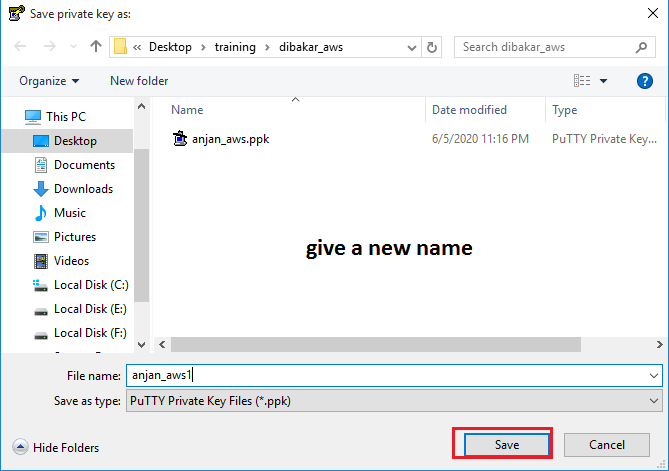 Save private key as:
« Desktop › training › dibakar_aws
Search dibakar_aws
Organize
New folder
?
This PC
Desktop
Documents
Downloads
Music
Pictures
Videos
Local Disk (C:)
Local Disk (E:)
Local Disk (F:)
Name
Date modified
Type
anjan_aws.ppk
6/5/2020 11:16 PM
PuTTY Private Key...
give a new name
File name:
anjan_aws1
Save as type:
PuTTY Private Key Files (*.ppk)
Hide Folders
Save
Cancel